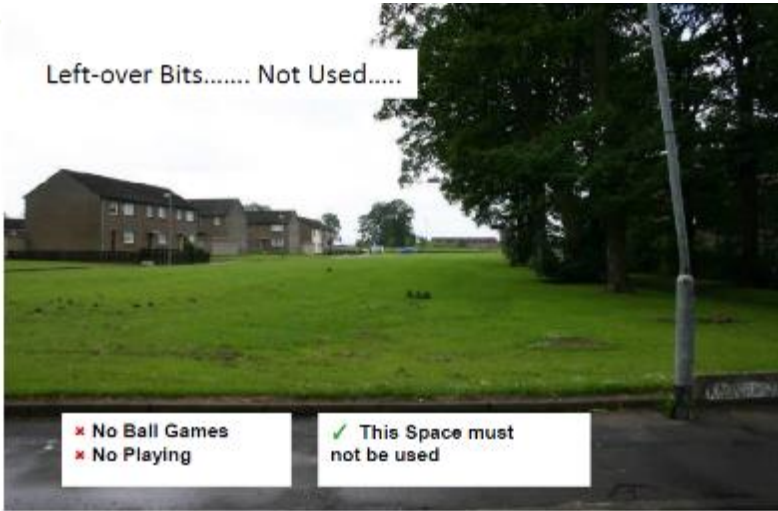 Left-over Bits....... Not Used.....
× No Ball Games
× No Playing
✓ This Space must
not be used